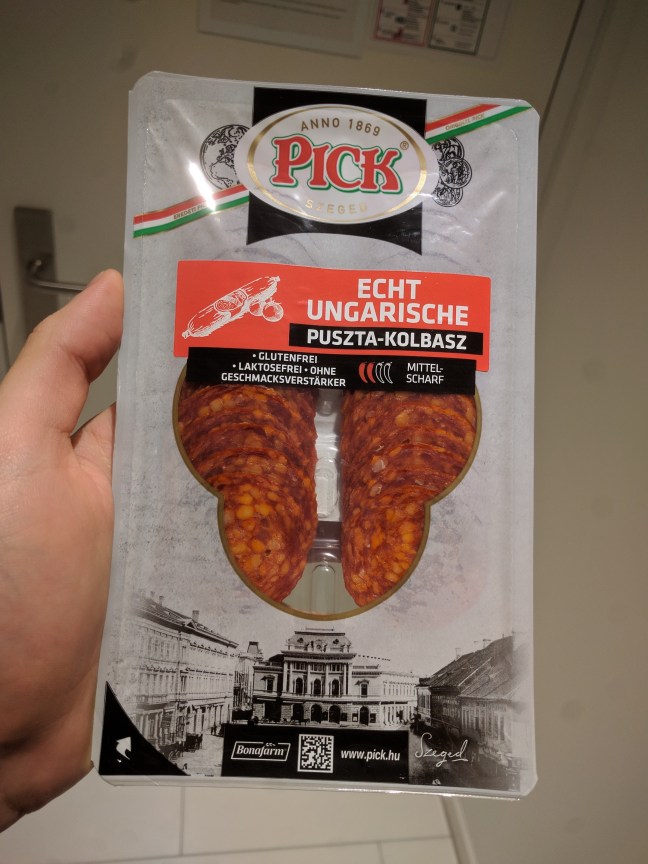 ANNO 1869
PICK®
SZEGED
ECHT
UNGARISCHE
PUSZTA-KOLBASZ
• GLUTENFREI
• LAKTOSEFREI • OHNE
GESCHMACKSVERSTÄRKER
MITTEL-
SCHARF
Bonafarm
www.pick.hu
Szeged